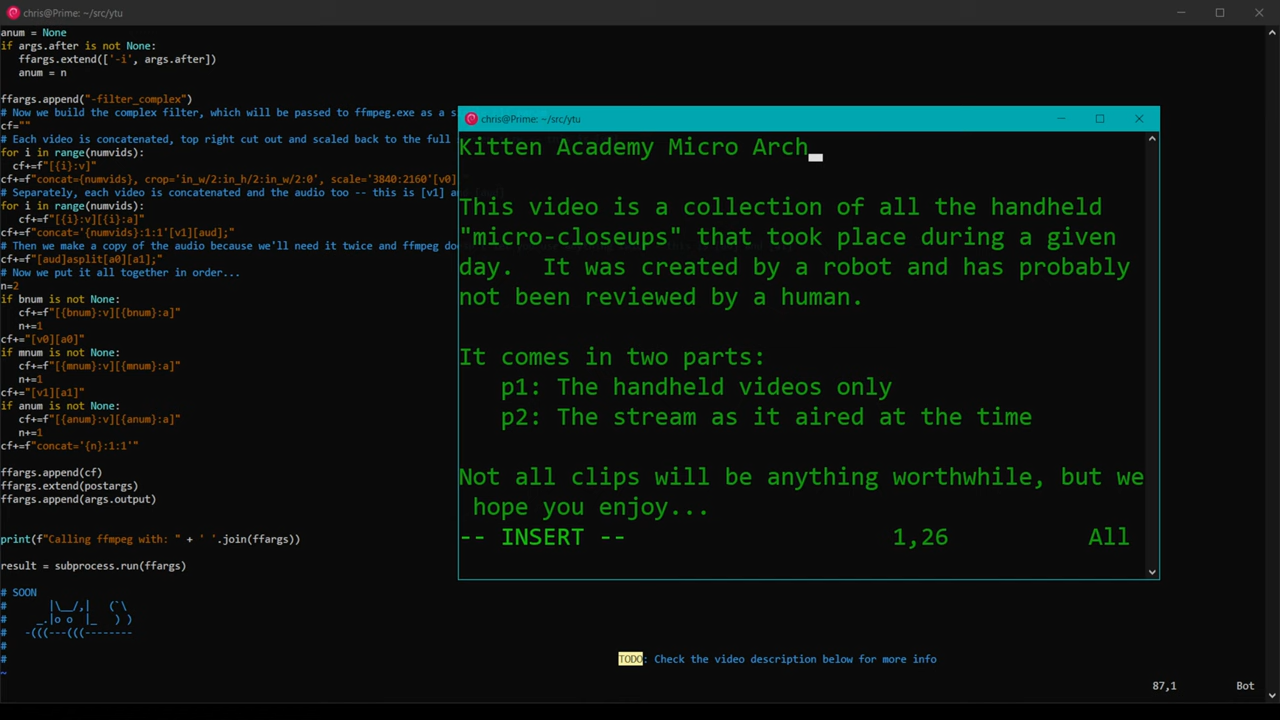 chris@Prime: ~/src/ytu
anum = None
if args.after is not None:
ffargs.extend(['-i', args.after])
anum = n
ffargs.append("-filter_complex")
# Now we build the complex filter, which will be passed to ffmpeg.exe as a s
cf=""
# Each video is concatenated, top right cut out and scaled back to the full
for i in range(numvids):
cf+=f"[{i}:v]"
cf+=f"concat={numvids}, crop='in_w/2:in_h/2:in_w/2:0', scale='3840:2160'[v0]
# Separately, each video is concatenated and the audio too -- this is [v1] a
for i in range(numvids):
cf+=f"[{i}:v][{i}:a]"
cf+=f"concat='{numvids}:1:1'[v1][aud];"
# Then we make a copy of the audio because we'll need it twice and ffmpeg do
cf+="[aud]asplit[a0][a1];"
# Now we put it all together in order...
n=2
if bnum is not None:
cf+=f"[{bnum}:v][{bnum}:a]"
n+=1
cf+="[v0][a0]"
if mnum is not None:
cf+=f"[{mnum}:v][{mnum}:a]"
n+=1
cf+="[v1][a1]"
if anum is not None:
cf+=f"[{anum}:v][{anum}:a]"
n+=1
cf+=f"concat='{n}:1:1'"
ffargs.append(cf)
ffargs.extend(postargs)
ffargs.append(args.output)
print(f"Calling ffmpeg with: " + ' '.join(ffargs))
result = subprocess.run(ffargs)
# SOON
#    |\__/,|   (`\
#  _.|o o  |_   ) )
# -(((---(((--------
#
#
~
chris@Prime: ~/src/ytu
Kitten Academy Micro Arch
This video is a collection of all the handheld
"micro-closeups" that took place during a given
day.  It was created by a robot and has probably
not been reviewed by a human.
It comes in two parts:
p1: The handheld videos only
p2: The stream as it aired at the time
Not all clips will be anything worthwhile, but we
hope you enjoy...
-- INSERT -- 1,26 All
TODO: Check the video description below for more info
87,1 Bot